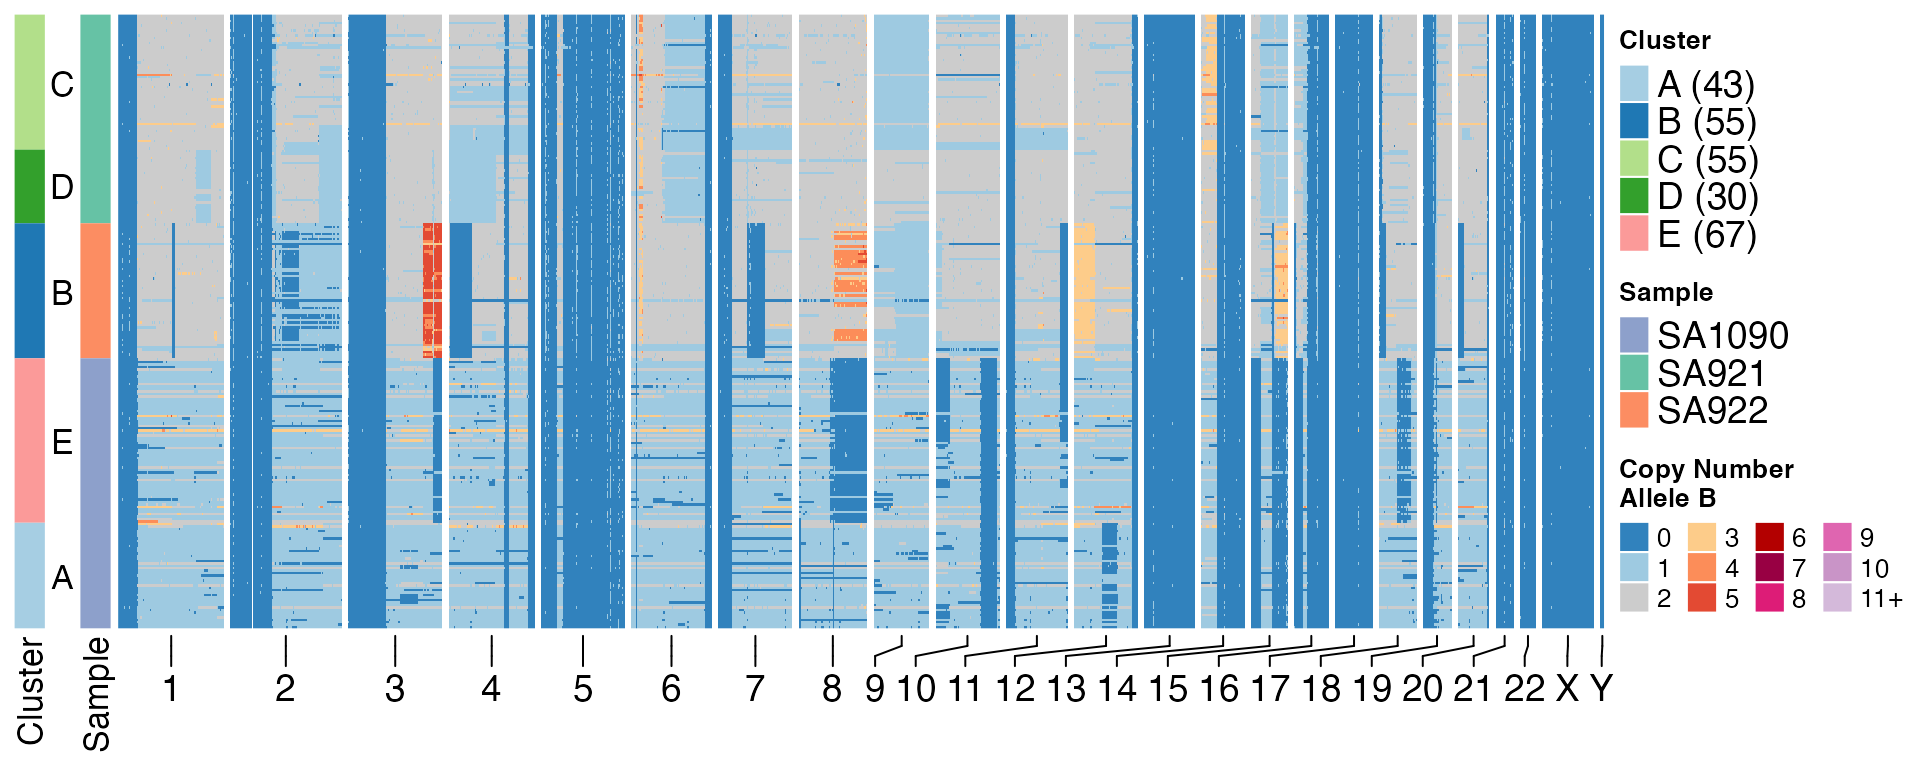 C
D
B
E
A
Cluster
Sample
1 2 3 4 5 6 7 8 9 10 11 12 13 14 15 16 17 18 19 20 21 22 X Y
Cluster
A (43)
B (55)
C (55)
D (30)
E (67)
Sample
SA1090
SA921
SA922
Copy Number
Allele B
0 3 6 9
1 4 7 10
2 5 8 11+